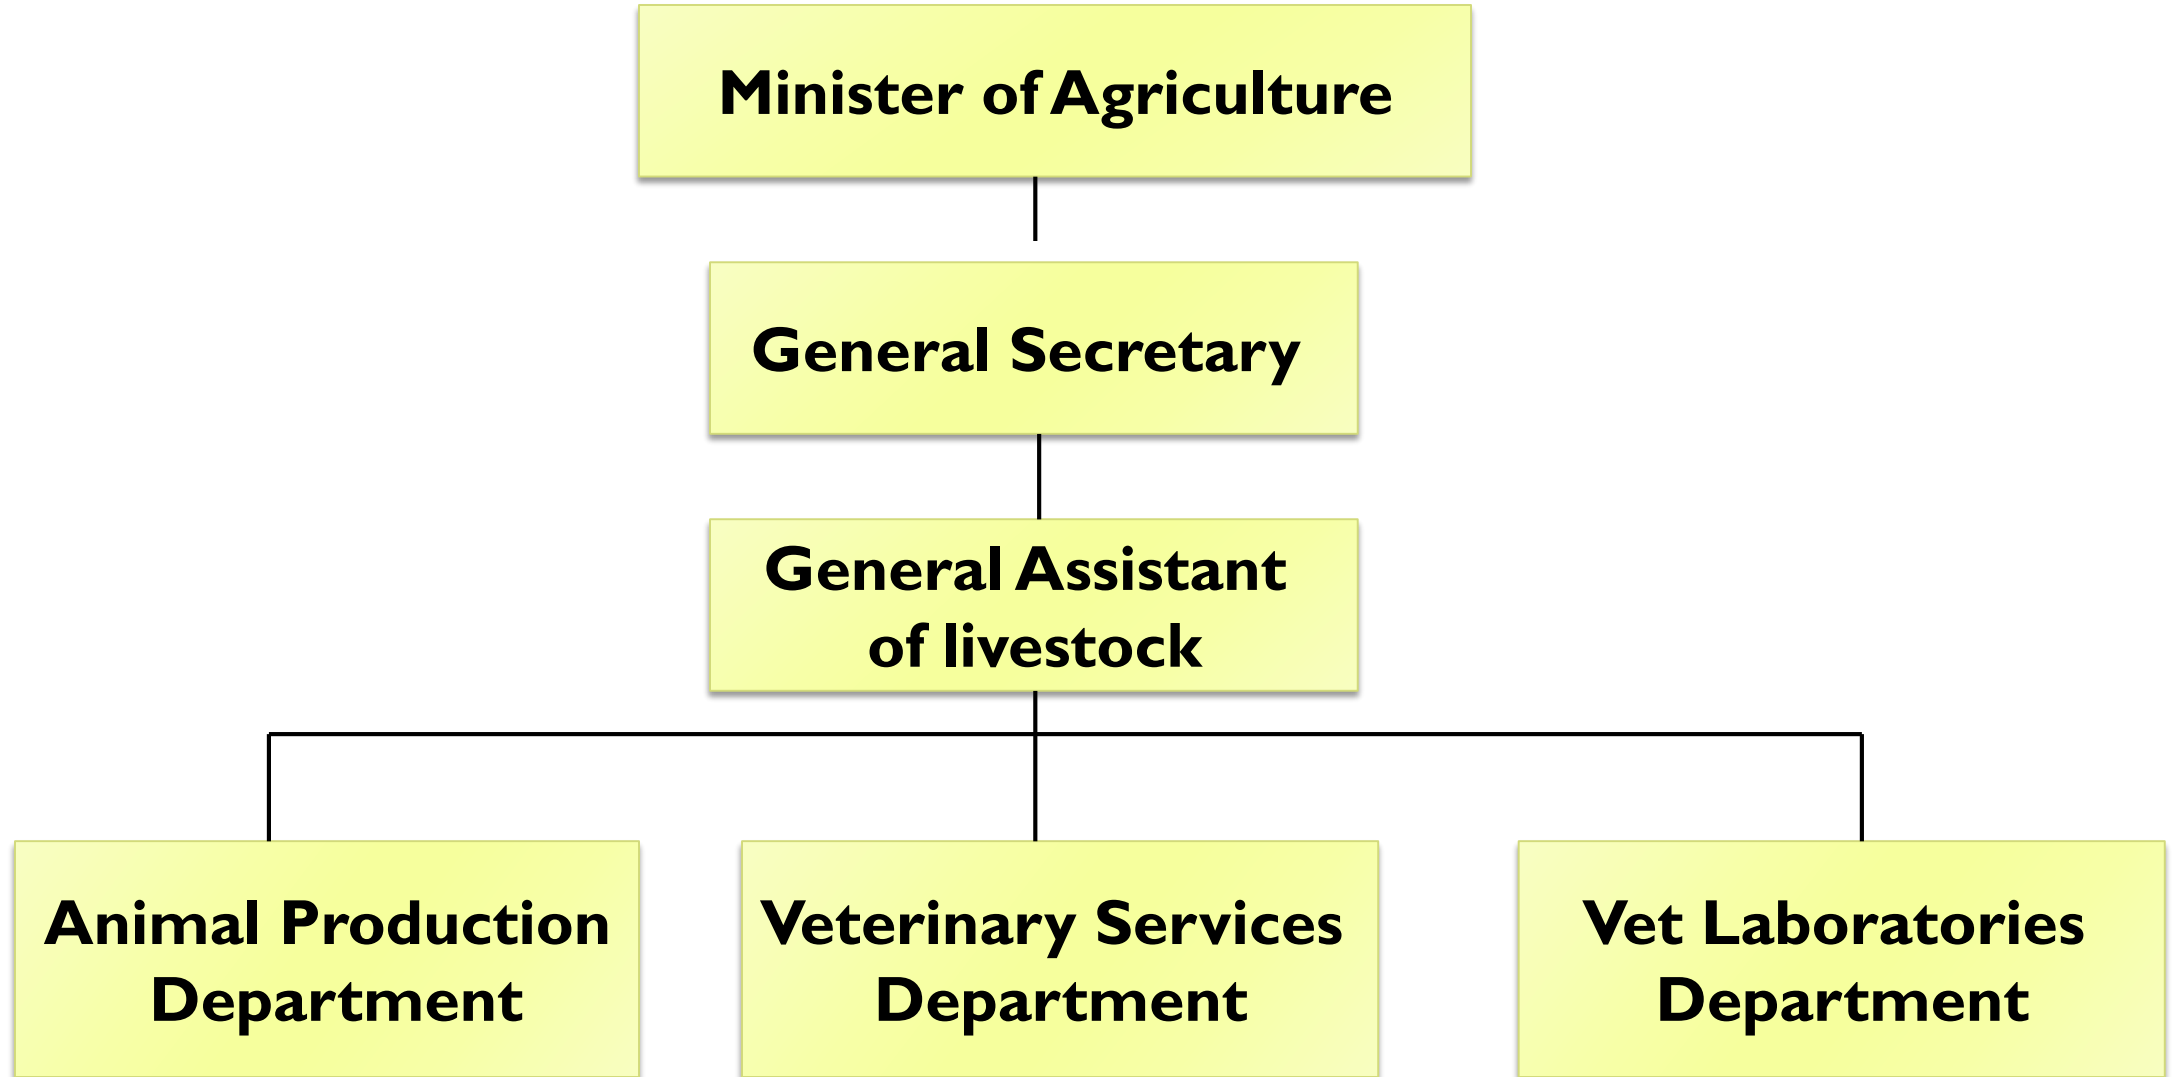 Minister of Agriculture
General Secretary
General Assistant
of livestock
Animal Production
Department
Veterinary Services
Department
Vet Laboratories
Department